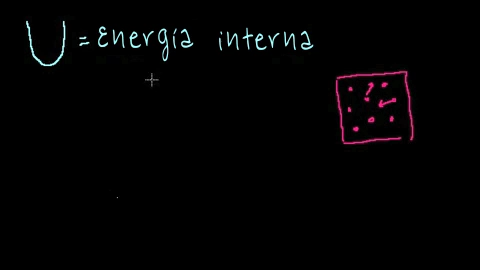 U = Energía interna